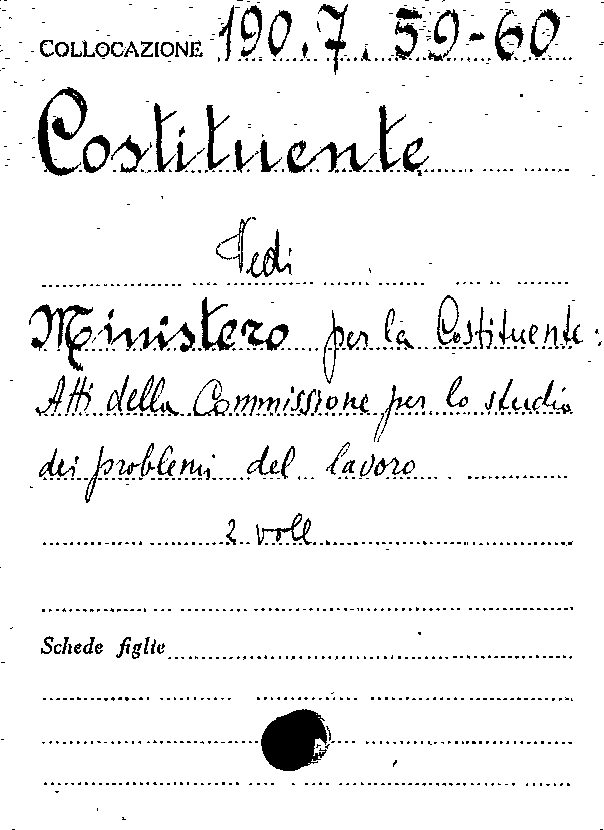 COLLOCAZIONE 190.7.59-60
Costituente
Vedi
Ministero per la Costituente:
Atti della Commissione per lo studio
dei problemi del lavoro
2 voll.
Schede figlie